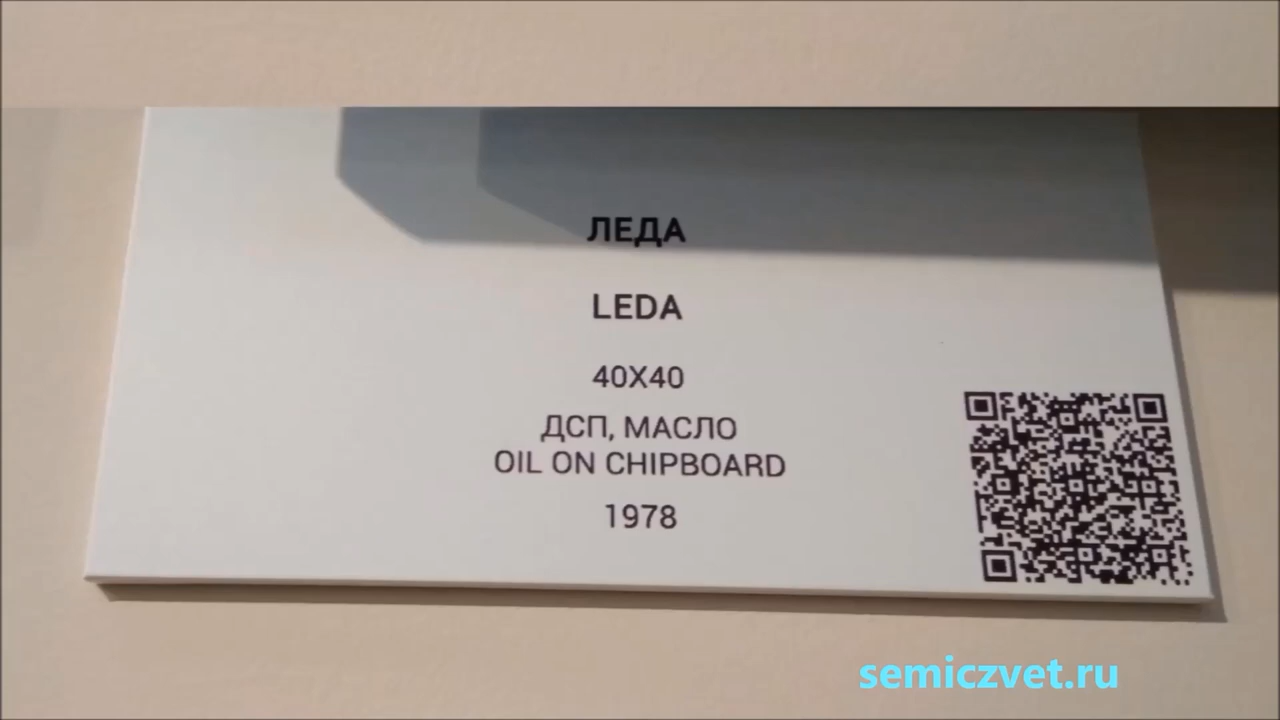 ЛЕДА
LEDA
40X40
ДСП, МАСЛО
OIL ON CHIPBOARD
1978
semiczvet.ru